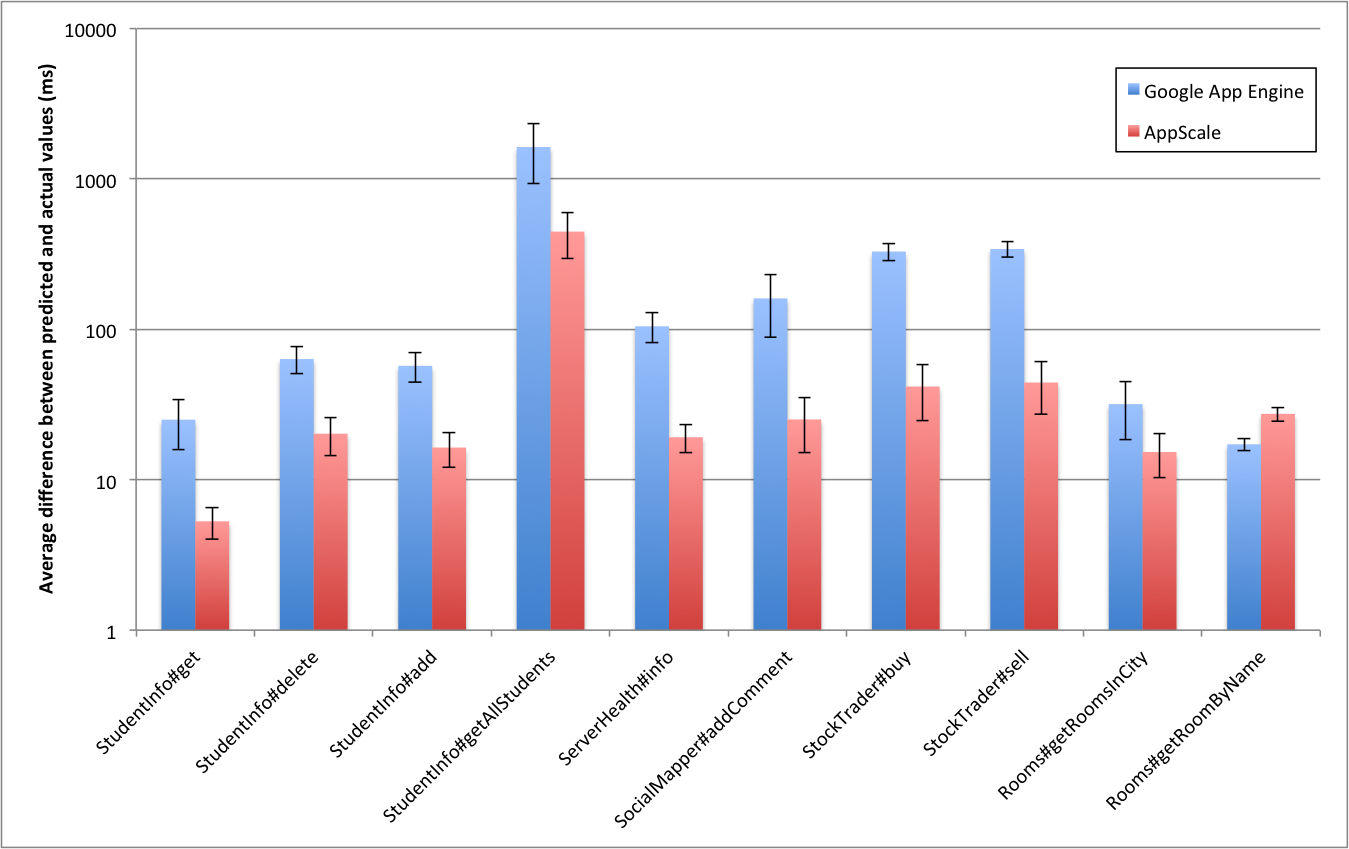 10000
1000
100
10
1
Average difference between predicted and actual values (ms)
Google App Engine
AppScale
StudentInfo#get
StudentInfo#delete
StudentInfo#add
StudentInfo#getAllStudents
ServerHealth#info
SocialMapper#addComment
StockTrader#buy
StockTrader#sell
Rooms#getRoomsInCity
Rooms#getRoomByName